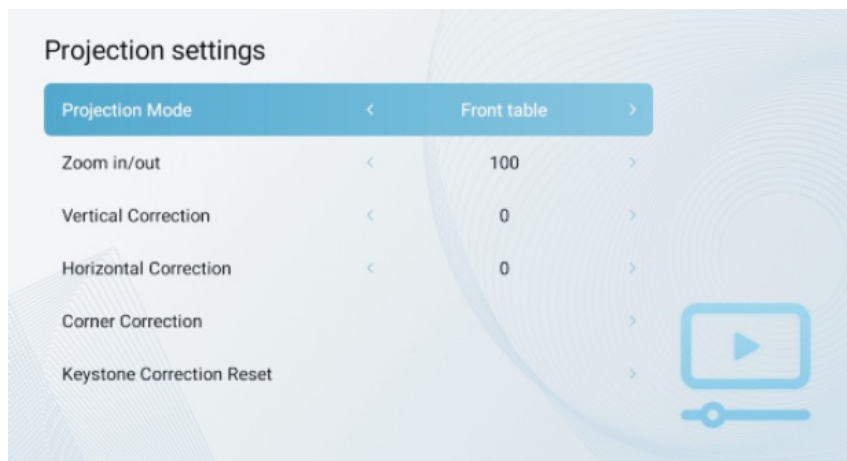 Projection settings
Projection Mode < Front table >
Zoom in/out < 100 >
Vertical Correction < 0 >
Horizontal Correction < 0 >
Corner Correction >
Keystone Correction Reset >